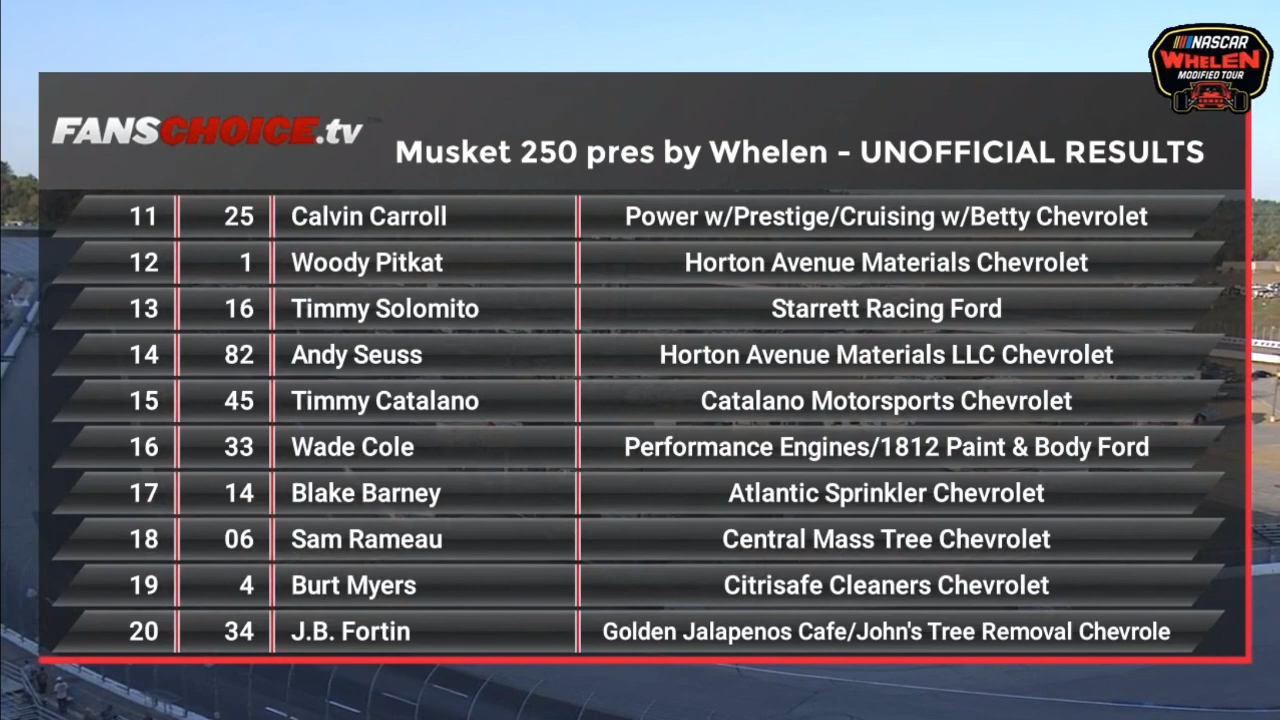 NASCAR
WHELEN
MODIFIED TOUR
FANSCHOICE.tv
Musket 250 pres by Whelen - UNOFFICIAL RESULTS
11 25 Calvin Carroll Power w/Prestige/Cruising w/Betty Chevrolet
12 1 Woody Pitkat Horton Avenue Materials Chevrolet
13 16 Timmy Solomito Starrett Racing Ford
14 82 Andy Seuss Horton Avenue Materials LLC Chevrolet
15 45 Timmy Catalano Catalano Motorsports Chevrolet
16 33 Wade Cole Performance Engines/1812 Paint & Body Ford
17 14 Blake Barney Atlantic Sprinkler Chevrolet
18 06 Sam Rameau Central Mass Tree Chevrolet
19 4 Burt Myers Citrisafe Cleaners Chevrolet
20 34 J.B. Fortin Golden Jalapenos Cafe/John's Tree Removal Chevrole